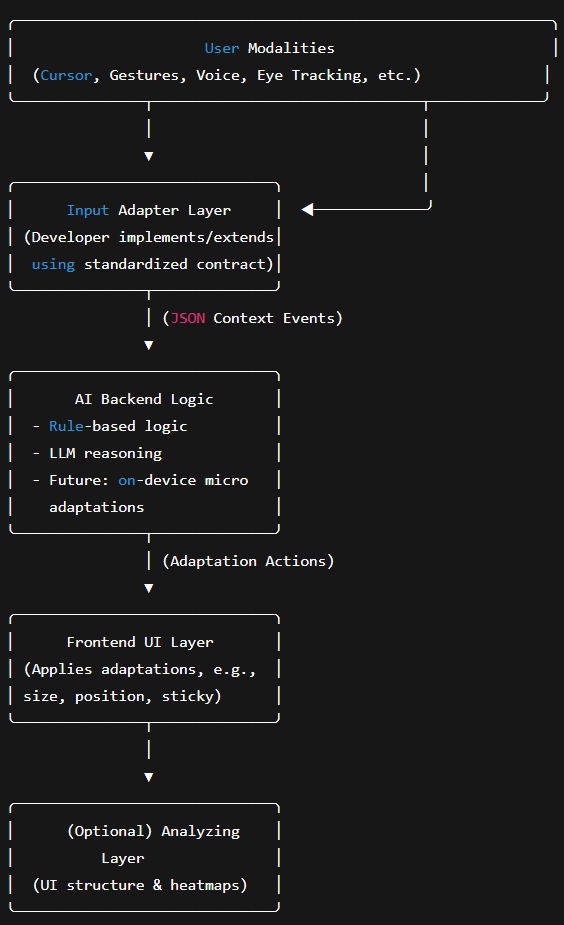 User Modalities
(Cursor, Gestures, Voice, Eye Tracking, etc.)
Input Adapter Layer
(Developer implements/extends
using standardized contract)
(JSON Context Events)
AI Backend Logic
- Rule-based logic
- LLM reasoning
- Future: on-device micro
adaptations
(Adaptation Actions)
Frontend UI Layer
(Applies adaptations, e.g.,
size, position, sticky)
(Optional) Analyzing
Layer
(UI structure & heatmaps)